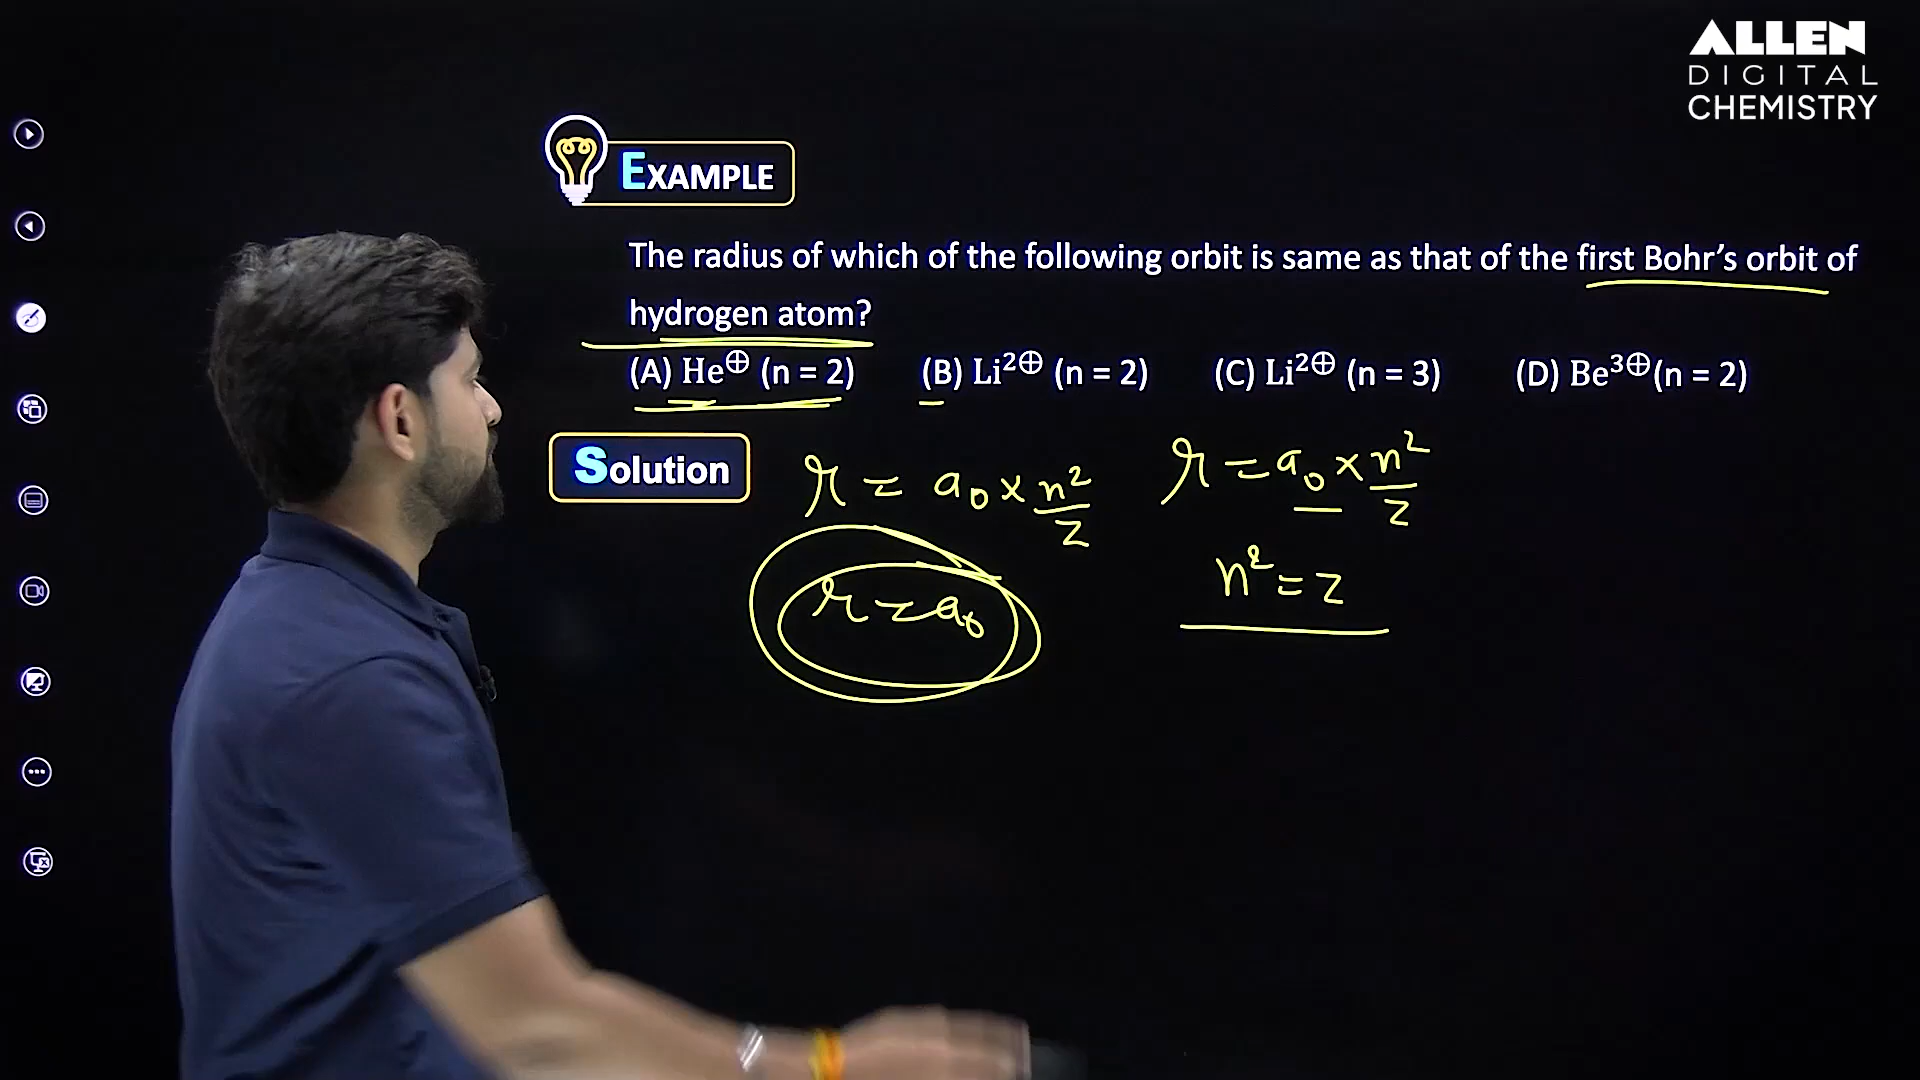 ALLEN
DIGITAL
CHEMISTRY
EXAMPLE
The radius of which of the following orbit is same as that of the first Bohr’s orbit of
hydrogen atom?
(A) He⊕ (n = 2) (B) Li²⊕ (n = 2) (C) Li²⊕ (n = 3) (D) Be³⊕(n = 2)
Solution
r = a₀ × n²/z r = a₀ × n²/z
r = a₀ n² = z